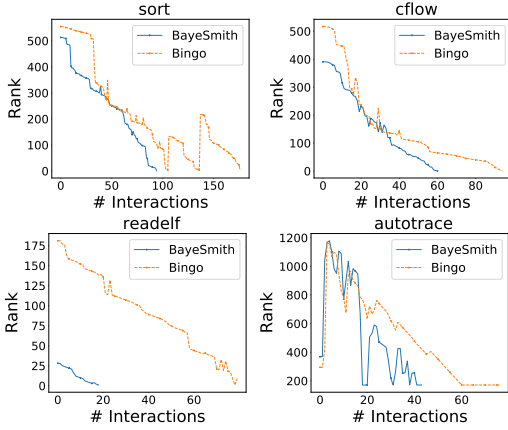 sort
500
400
300
200
100
0
Rank
BayeSmith
Bingo
0 50 100 150
# Interactions
cflow
500
400
300
200
100
0
Rank
BayeSmith
Bingo
0 20 40 60 80
# Interactions
readelf
175
150
125
100
75
50
25
0
Rank
BayeSmith
Bingo
0 20 40 60 80
# Interactions
autotrace
1200
1000
800
600
400
200
Rank
BayeSmith
Bingo
0 20 40 60
# Interactions